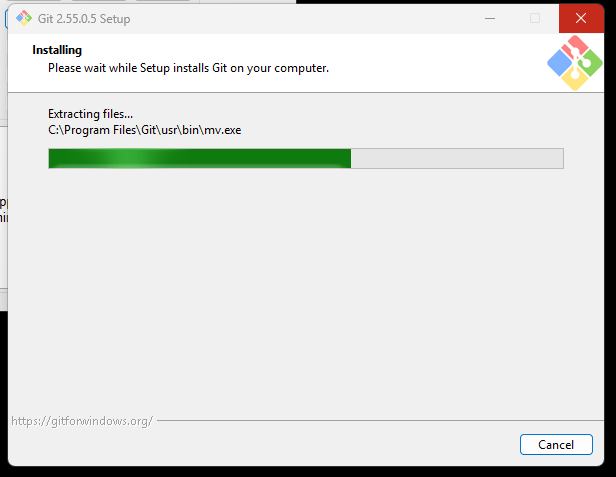 Git 2.55.0.5 Setup
Installing
Please wait while Setup installs Git on your computer.
Extracting files...
C:\Program Files\Git\usr\bin\mv.exe
https://gitforwindows.org/
Cancel